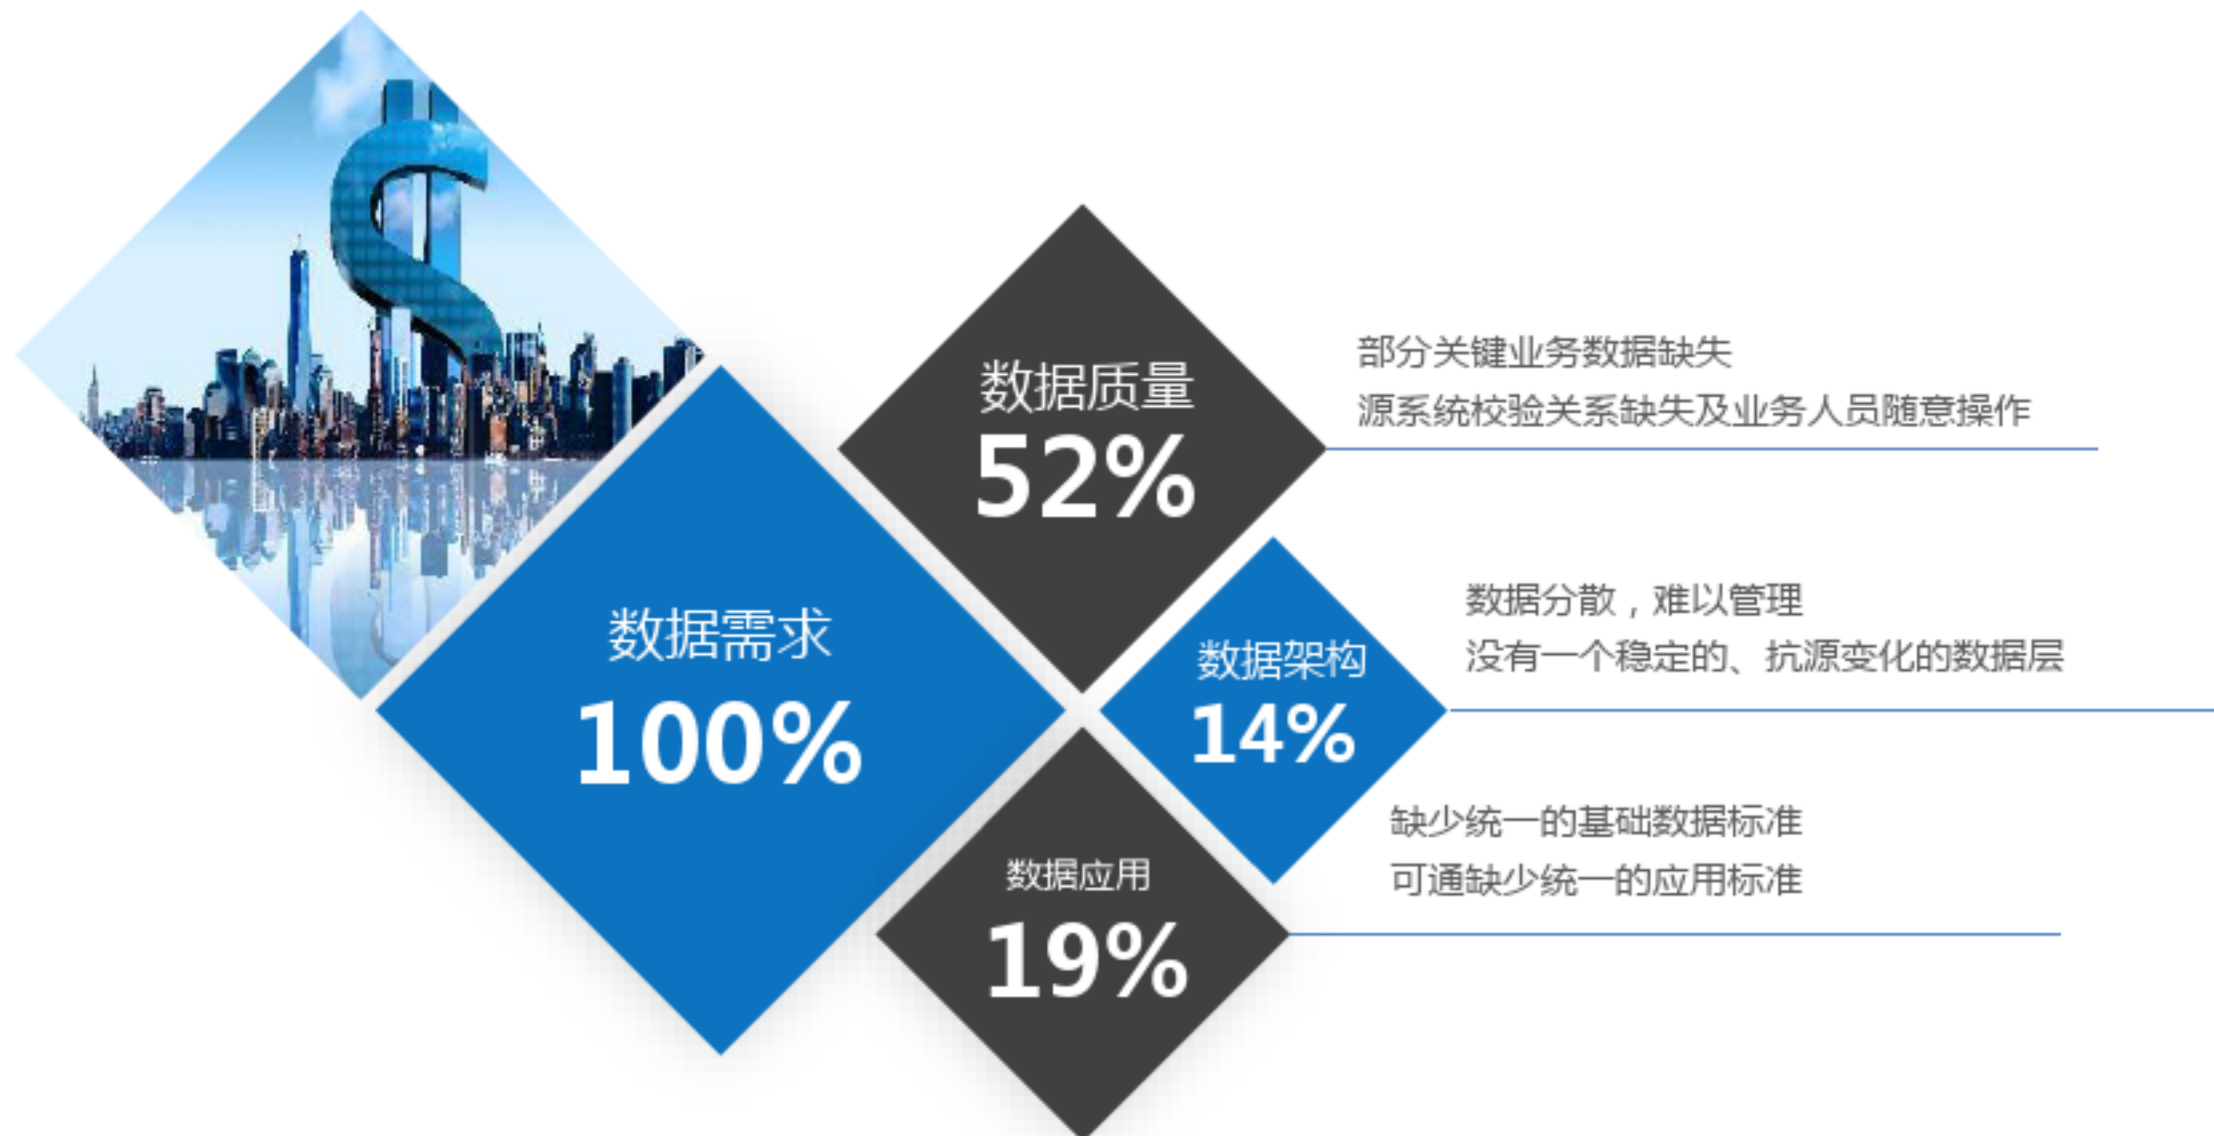 数据质量
52%
部分关键业务数据缺失
源系统校验关系缺失及业务人员随意操作
数据需求
100%
数据架构
14%
数据分散，难以管理
没有一个稳定的、抗源变化的数据层
数据应用
19%
缺少统一的基础数据标准
可通缺少统一的应用标准